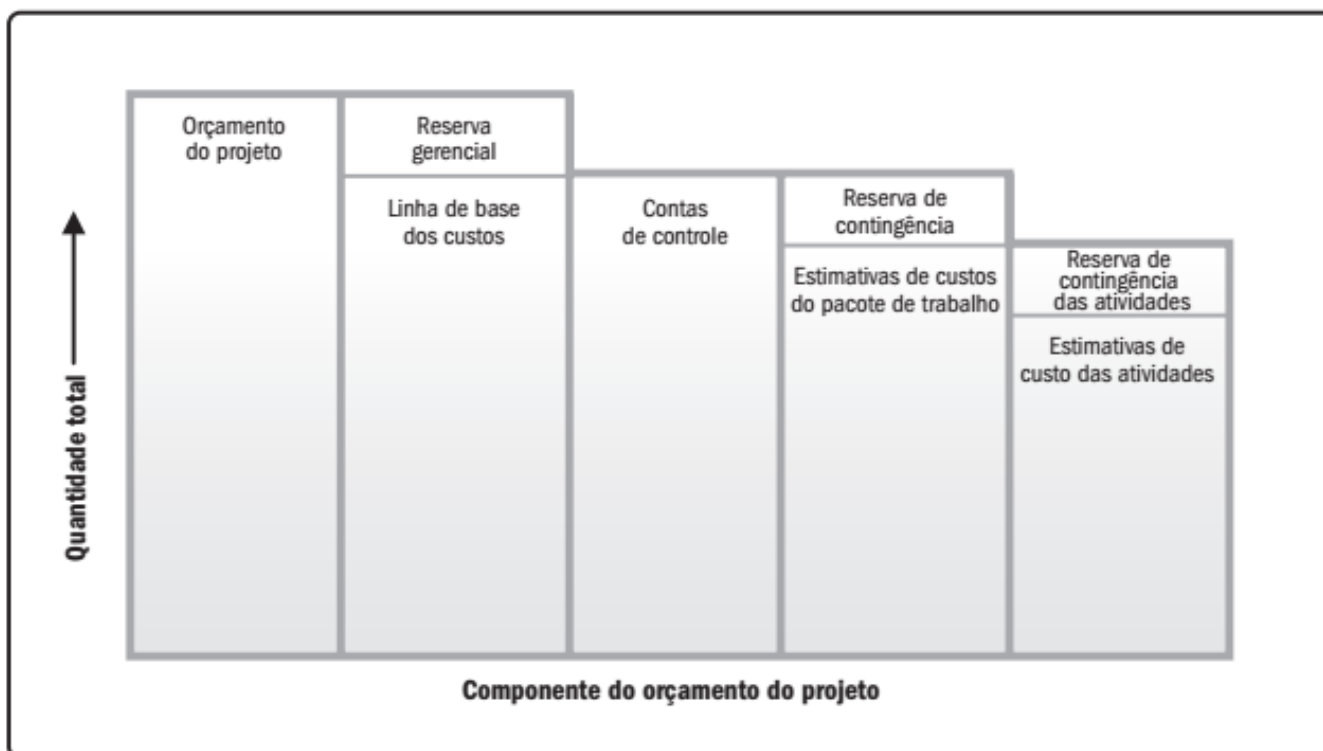 Orçamento
do projeto
Reserva
gerencial
Linha de base
dos custos
Contas
de controle
Reserva de
contingência
Estimativas de custos
do pacote de trabalho
Reserva de
contingência
das atividades
Estimativas de
custo das atividades
Quantidade total
Componente do orçamento do projeto